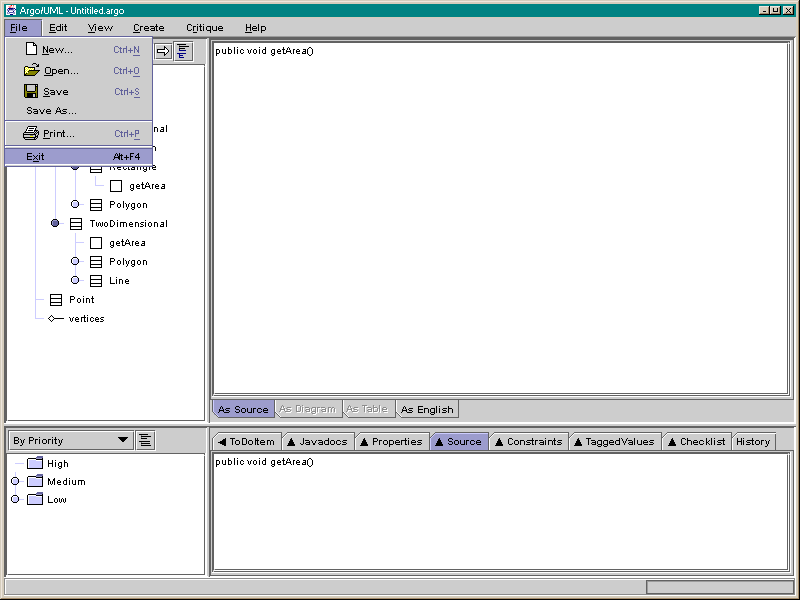 Argo/UML - Untitled.argo
File Edit View Create Critique Help
New... Ctrl+N
Open... Ctrl+O
Save Ctrl+S
Save As...
Print... Ctrl+P
Exit Alt+F4
public void getArea()
Rectangle
getArea
Polygon
TwoDimensional
getArea
Polygon
Line
Point
vertices
As Source As Diagram As Table As English
By Priority
High
Medium
Low
ToDoItem Javadocs Properties Source Constraints TaggedValues Checklist History
public void getArea()